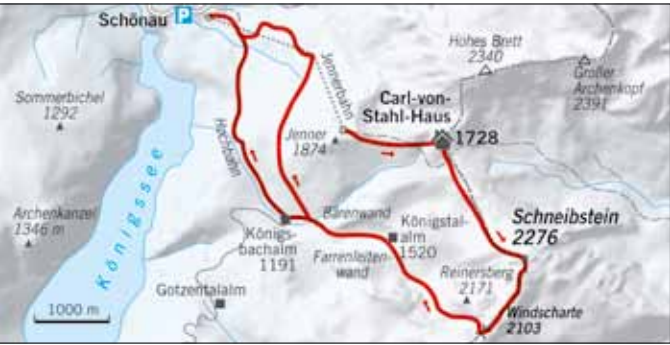 Schönau
P
Hohes Brett
2340
Großer
Archenkopf
2391
Sommerbichel
1292
Jennerbahn
Carl-von-
Stahl-Haus
1728
Jenner
1874
Hochbahn
Archenkanzel
1346 m
Königssee
Bärenwand
Königs-
bachalm
1191
Königstal-
alm
1520
Schneibstein
2276
Farrenleiten-
wand
Reinersberg
2171
Gotzentalalm
Windscharte
2103
1000 m